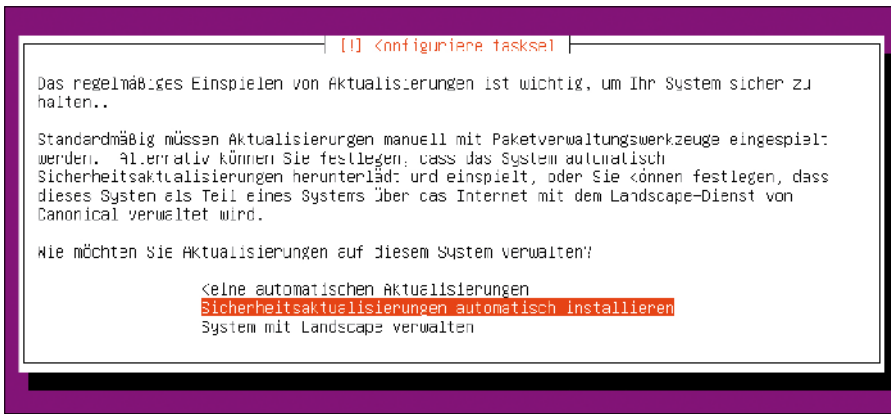 [!] Konfiguriere tasksel
Das regelmäßiges Einspielen von Aktualisierungen ist wichtig, um Ihr System sicher zu
halten..
Standardmäßig müssen Aktualisierungen manuell mit Paketverwaltungswerkzeuge eingespielt
werden. Alternativ können Sie festlegen, dass das System automatisch
Sicherheitsaktualisierungen herunterlädt und einspielt, oder Sie können festlegen, dass
dieses System als Teil eines Systems über das Internet mit dem Landscape-Dienst von
Canonical verwaltet wird.
Wie möchten Sie Aktualisierungen auf diesem System verwalten?
Keine automatischen Aktualisierungen
Sicherheitsaktualisierungen automatisch installieren
System mit Landscape verwalten